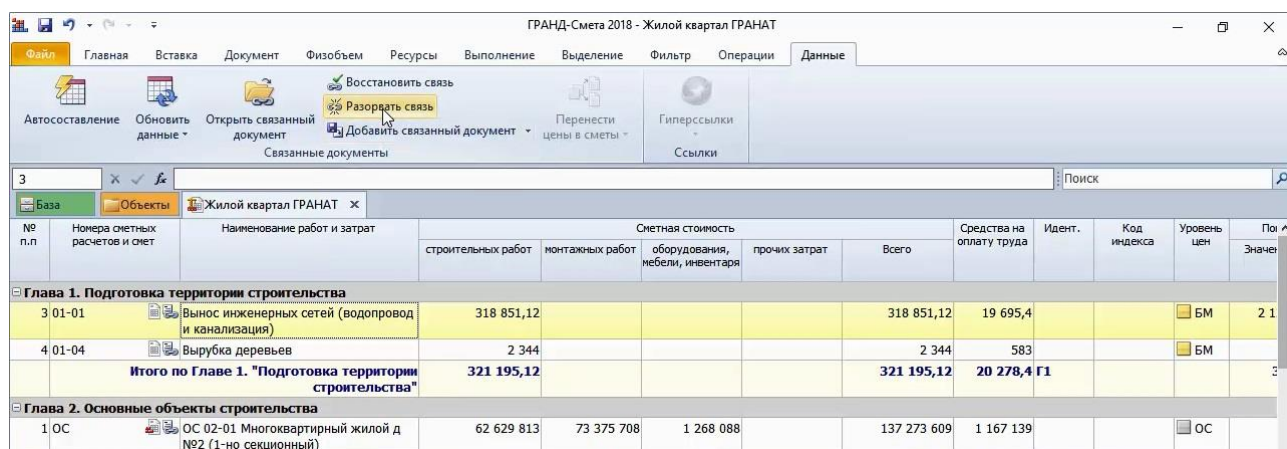 ГРАНД-Смета 2018 - Жилой квартал ГРАНАТ
Файл Главная Вставка Документ Физобъем Ресурсы Выполнение Выделение Фильтр Операции Данные
Автосоставление
Обновить данные
Открыть связанный документ
Восстановить связь
Разорвать связь
Добавить связанный документ
Перенести цены в сметы
Гиперссылки
Связанные документы Ссылки
3 fx Поиск
База Объекты Жилой квартал ГРАНАТ
№ п.п Номера сметных расчетов и смет Наименование работ и затрат Сметная стоимость Средства на оплату труда Идент. Код индекса Уровень цен
строительных работ монтажных работ оборудования, мебели, инвентаря прочих затрат Всего
Глава 1. Подготовка территории строительства
3 01-01 Вынос инженерных сетей (водопровод 318 851,12 318 851,12 19 695,4 БМ 2 1
и канализация)
4 01-04 Вырубка деревьев 2 344 2 344 583 БМ
Итого по Главе 1. "Подготовка территории 321 195,12 321 195,12 20 278,4 Г1
строительства"
Глава 2. Основные объекты строительства
1 ОС ОС 02-01 Многоквартирный жилой д 62 629 813 73 375 708 1 268 088 137 273 609 1 167 139 ОС
№2 (1-но секционный)